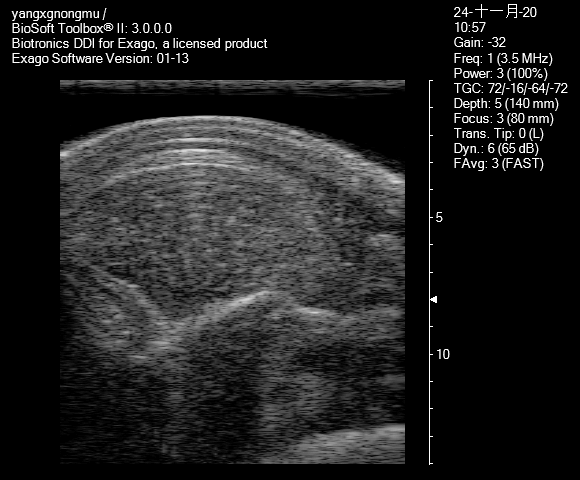 yangxgnongmu /
BioSoft Toolbox® II: 3.0.0.0
Biotronics DDI for Exago, a licensed product
Exago Software Version: 01-13
24-十一月-20
10:57
Gain: -32
Freq: 1 (3.5 MHz)
Power: 3 (100%)
TGC: 72/-16/-64/-72
Depth: 5 (140 mm)
Focus: 3 (80 mm)
Trans. Tip: 0 (L)
Dyn.: 6 (65 dB)
FAvg: 3 (FAST)
5
10